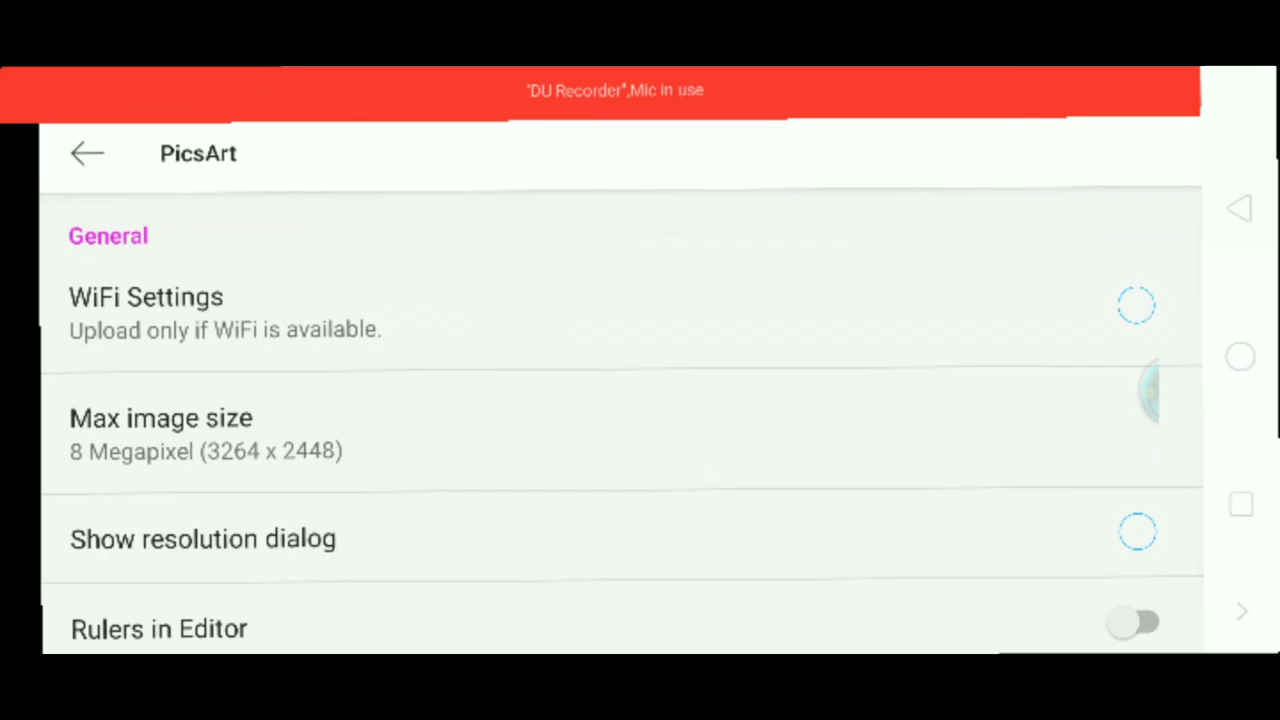 "DU Recorder",Mic in use
PicsArt
General
WiFi Settings
Upload only if WiFi is available.
Max image size
8 Megapixel (3264 x 2448)
Show resolution dialog
Rulers in Editor